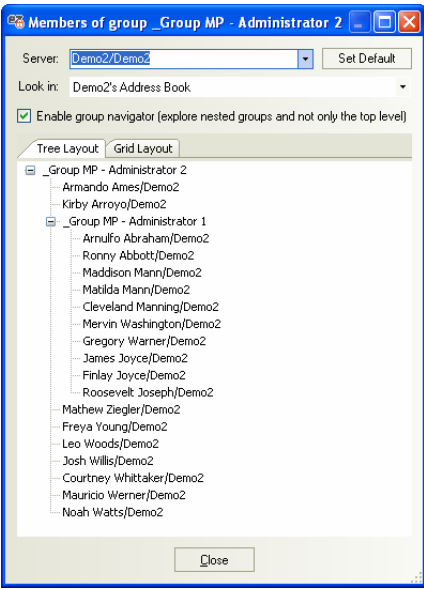 Members of group _Group MP - Administrator 2
Server: Demo2/Demo2 Set Default
Look in: Demo2's Address Book
Enable group navigator (explore nested groups and not only the top level)
Tree Layout Grid Layout
_Group MP - Administrator 2
Armando Ames/Demo2
Kirby Arroyo/Demo2
_Group MP - Administrator 1
Arnulfo Abraham/Demo2
Ronny Abbott/Demo2
Maddison Mann/Demo2
Matilda Mann/Demo2
Cleveland Manning/Demo2
Mervin Washington/Demo2
Gregory Warner/Demo2
James Joyce/Demo2
Finlay Joyce/Demo2
Roosevelt Joseph/Demo2
Mathew Ziegler/Demo2
Freya Young/Demo2
Leo Woods/Demo2
Josh Willis/Demo2
Courtney Whittaker/Demo2
Mauricio Werner/Demo2
Noah Watts/Demo2
Close